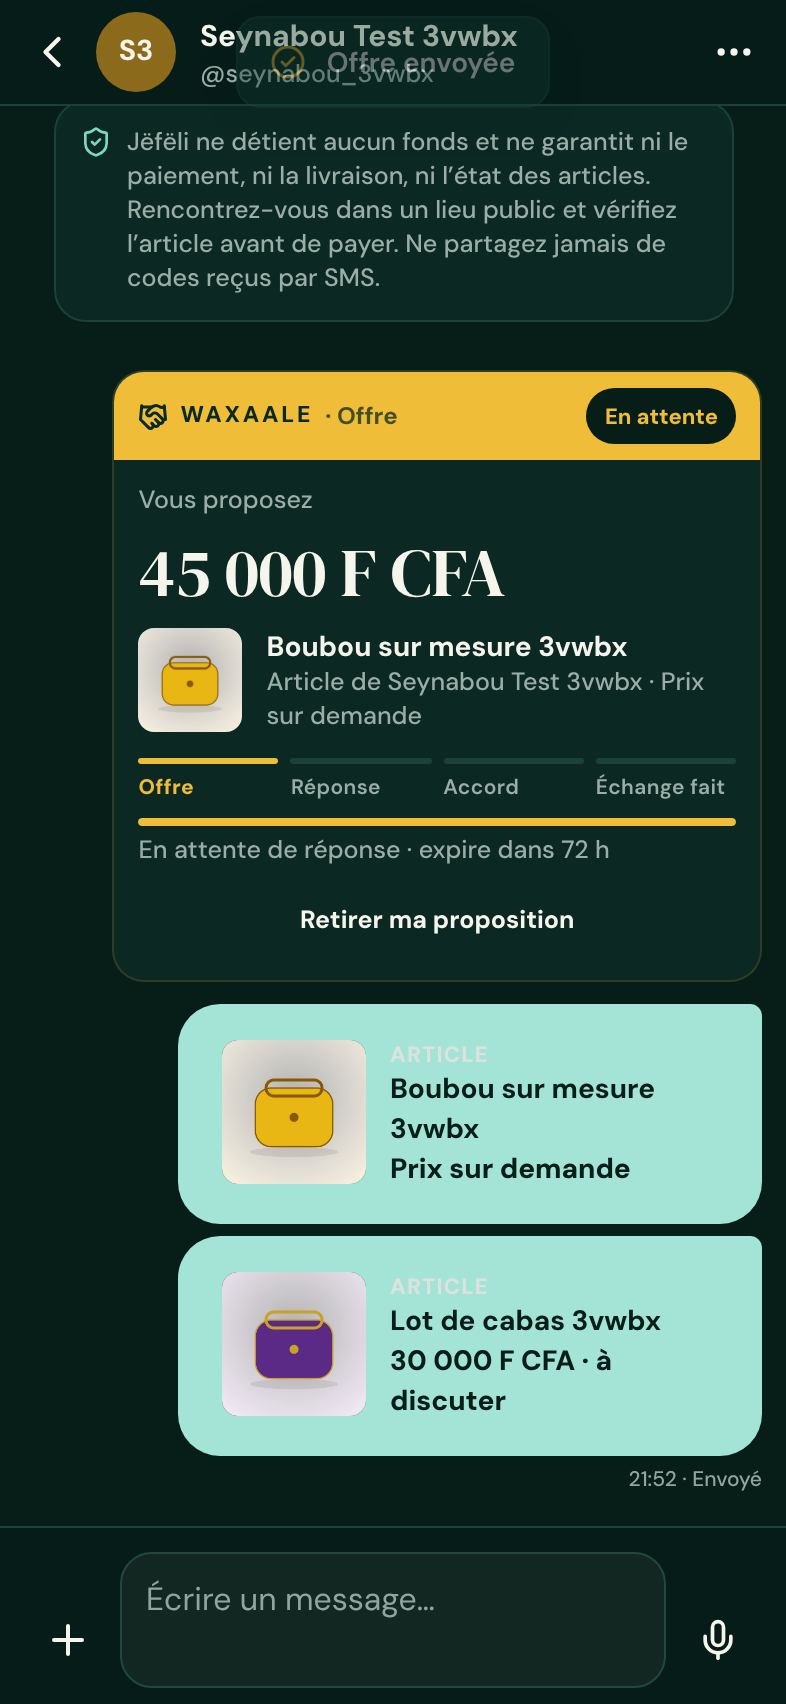 S3
Seynabou Test 3vwbx
@seynabou_3vwbx
Offre envoyée
Jëfëli ne détient aucun fonds et ne garantit ni le
paiement, ni la livraison, ni l’état des articles.
Rencontrez-vous dans un lieu public et vérifiez
l’article avant de payer. Ne partagez jamais de
codes reçus par SMS.
WAXAALE · Offre
En attente
Vous proposez
45 000 F CFA
Boubou sur mesure 3vwbx
Article de Seynabou Test 3vwbx · Prix
sur demande
Offre Réponse Accord Échange fait
En attente de réponse · expire dans 72 h
Retirer ma proposition
ARTICLE
Boubou sur mesure
3vwbx
Prix sur demande
ARTICLE
Lot de cabas 3vwbx
30 000 F CFA · à
discuter
21:52 · Envoyé
Écrire un message...